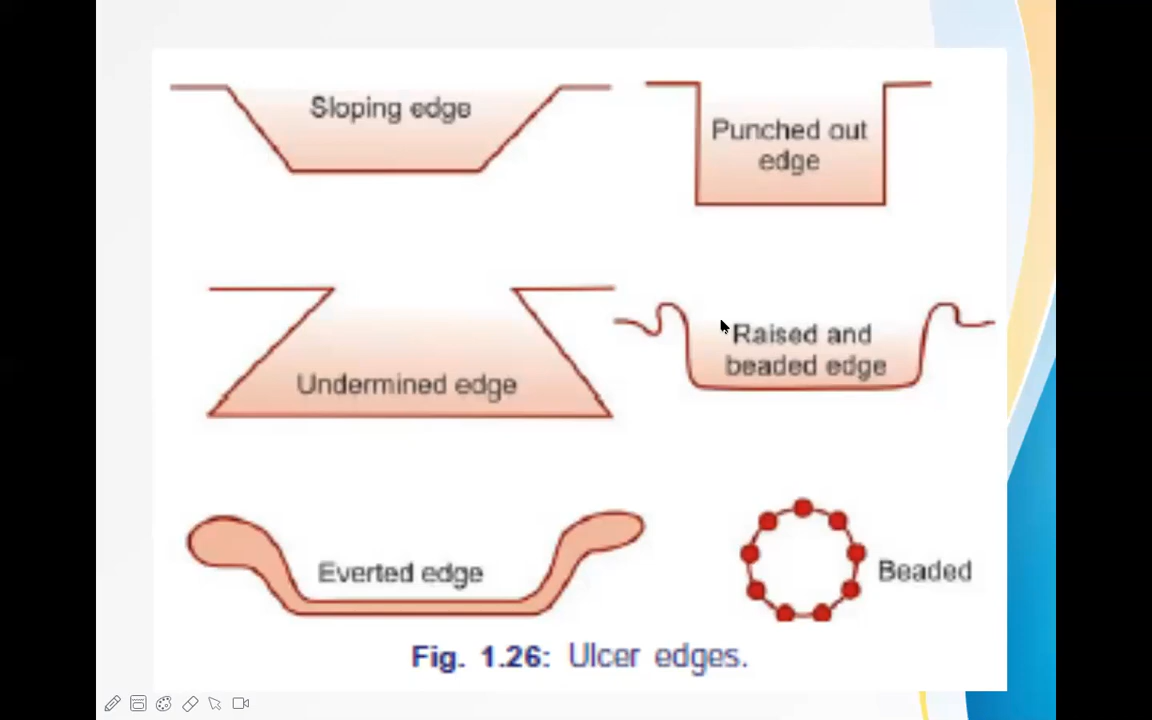 Sloping edge
Punched out
edge
Undermined edge
Raised and
beaded edge
Everted edge
Beaded
Fig. 1.26: Ulcer edges.